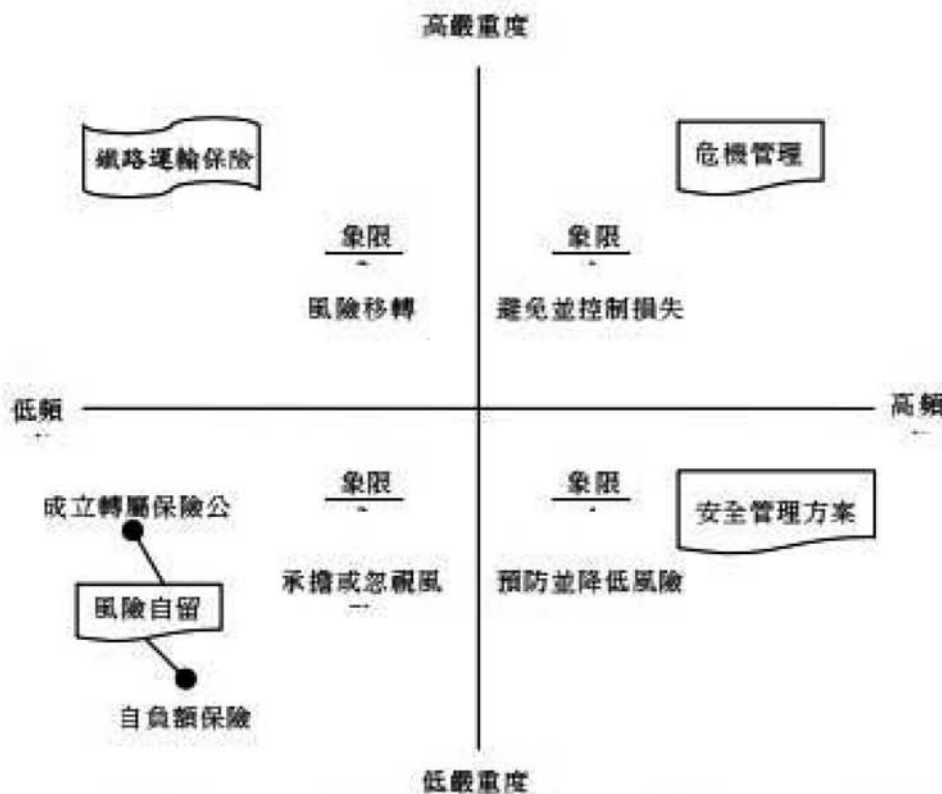 高嚴重度
鐵路運輸保險
危機管理
象限
象限
風險移轉
避免並控制損失
低頻
高頻
象限
象限
成立轉屬保險公
安全管理方案
承擔或忽視風
預防並降低風險
風險自留
自負額保險
低嚴重度